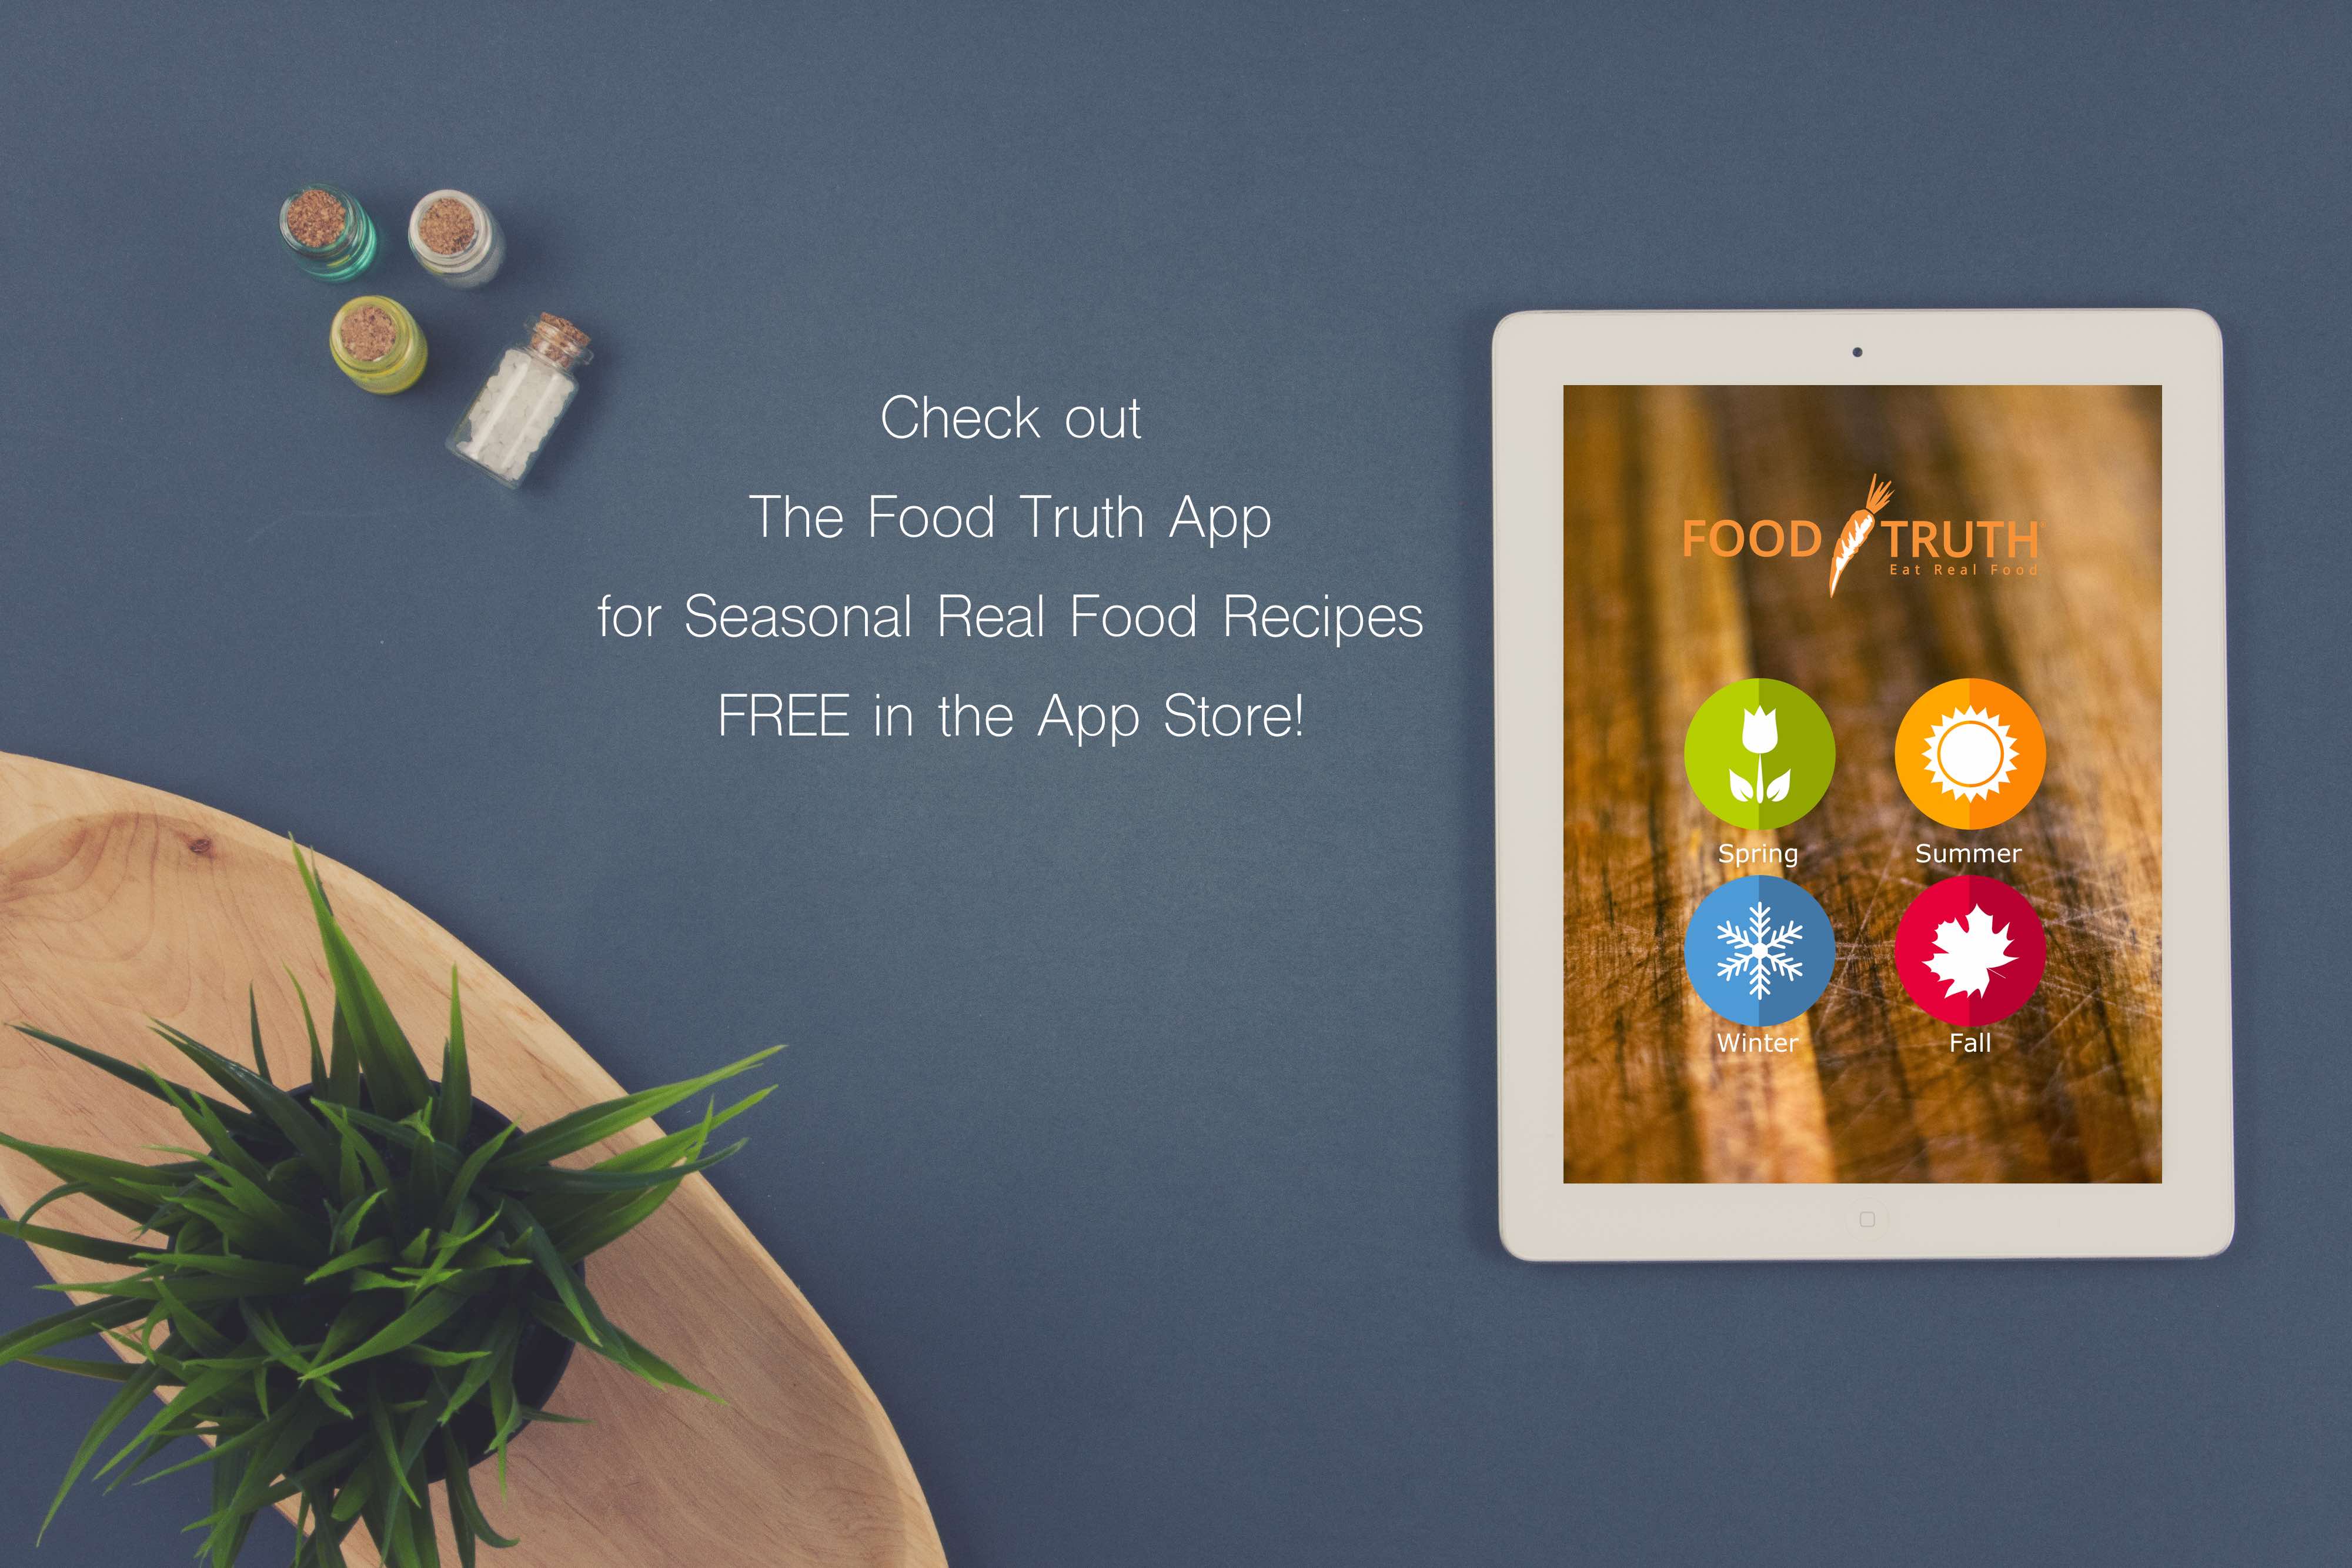 Check out
The Food Truth App
for Seasonal Real Food Recipes
FREE in the App Store!
FOOD TRUTH
Eat Real Food
Spring Summer
Winter Fall